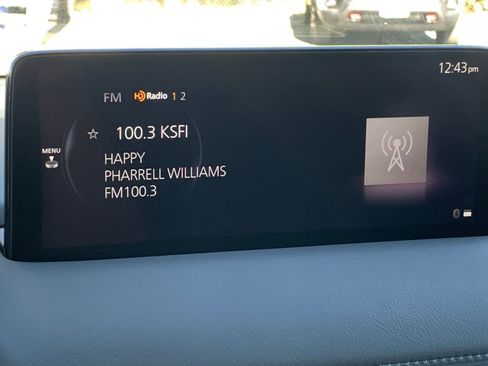 12:43pm
FM HD Radio 1 2
100.3 KSFI
MENU
HAPPY
PHARRELL WILLIAMS
FM100.3